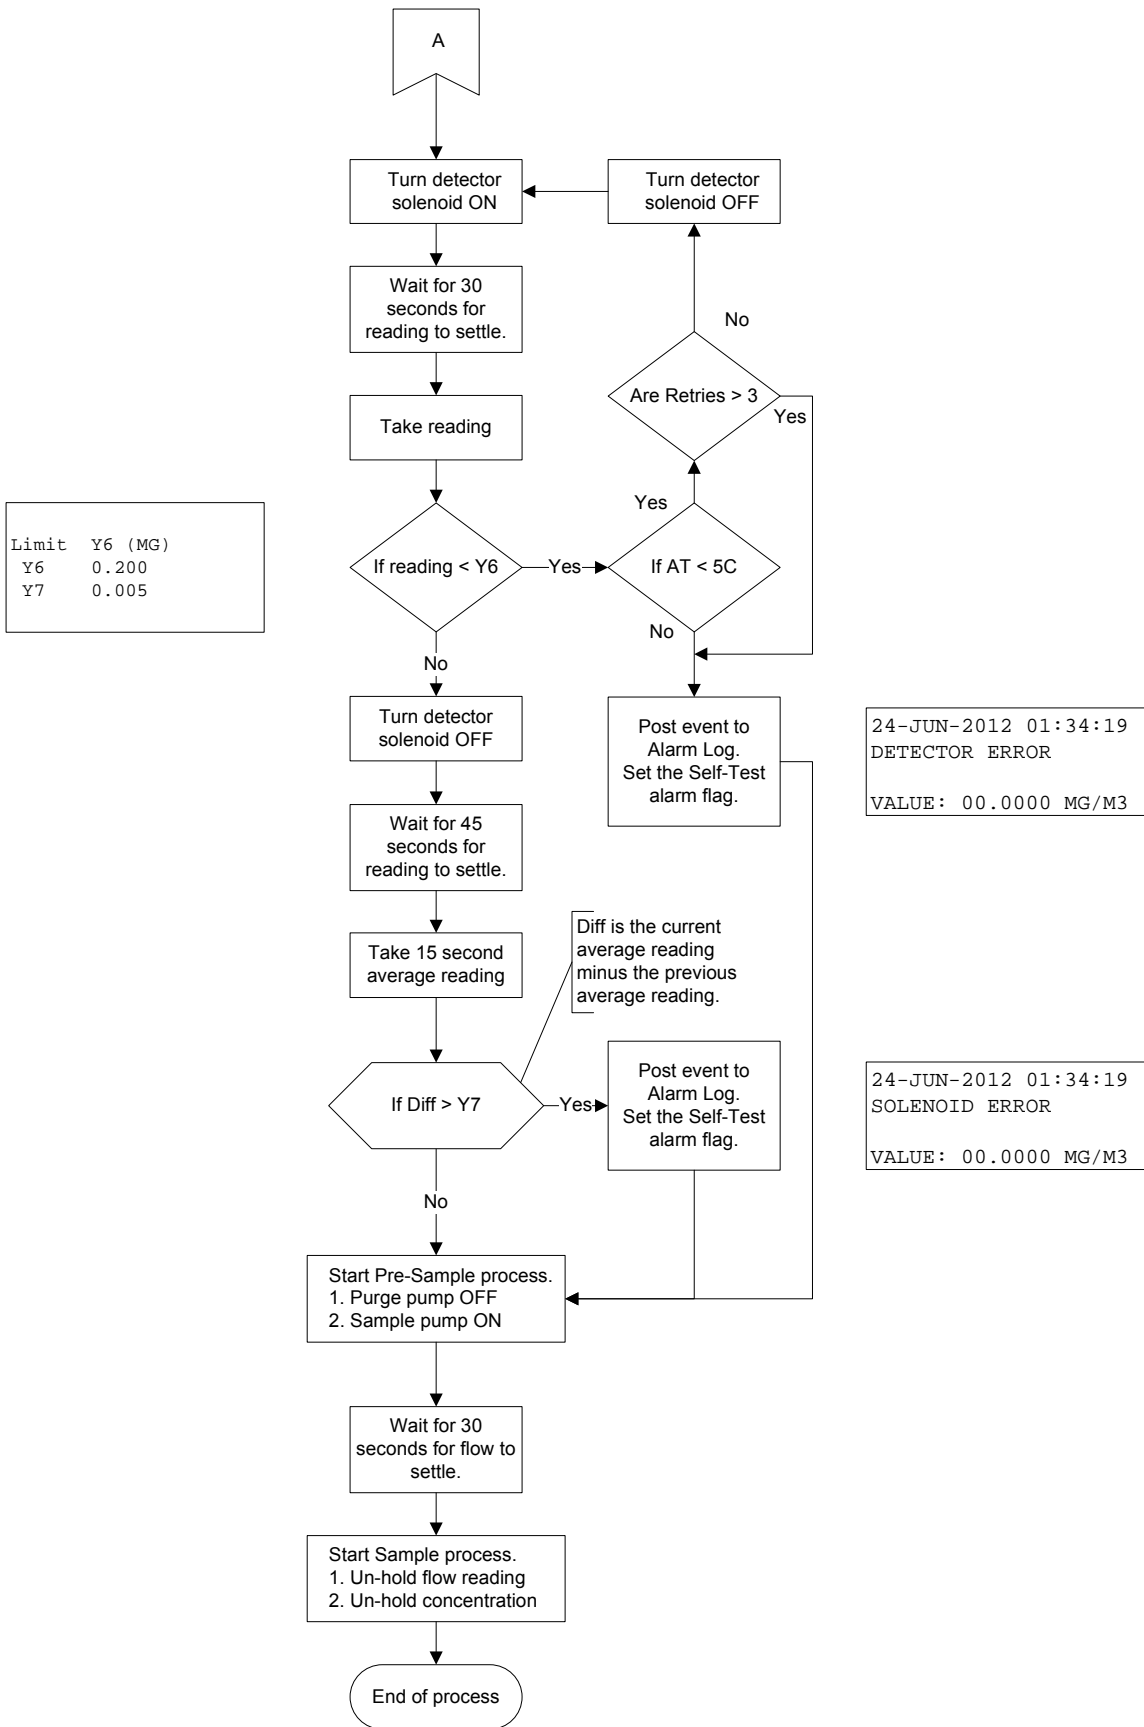 A
Turn detector
solenoid ON
Turn detector
solenoid OFF
Wait for 30
seconds for
reading to settle.
No
Are Retries > 3
Yes
Take reading
Yes
Limit Y6 (MG)
Y6 0.200
Y7 0.005
If reading < Y6
Yes
If AT < 5C
No
No
Turn detector
solenoid OFF
Post event to
Alarm Log.
Set the Self-Test
alarm flag.
24-JUN-2012 01:34:19
DETECTOR ERROR
VALUE: 00.0000 MG/M3
Wait for 45
seconds for
reading to settle.
Take 15 second
average reading
Diff is the current
average reading
minus the previous
average reading.
If Diff > Y7
Yes
Post event to
Alarm Log.
Set the Self-Test
alarm flag.
24-JUN-2012 01:34:19
SOLENOID ERROR
VALUE: 00.0000 MG/M3
No
Start Pre-Sample process.
1. Purge pump OFF
2. Sample pump ON
Wait for 30
seconds for flow to
settle.
Start Sample process.
1. Un-hold flow reading
2. Un-hold concentration
End of process